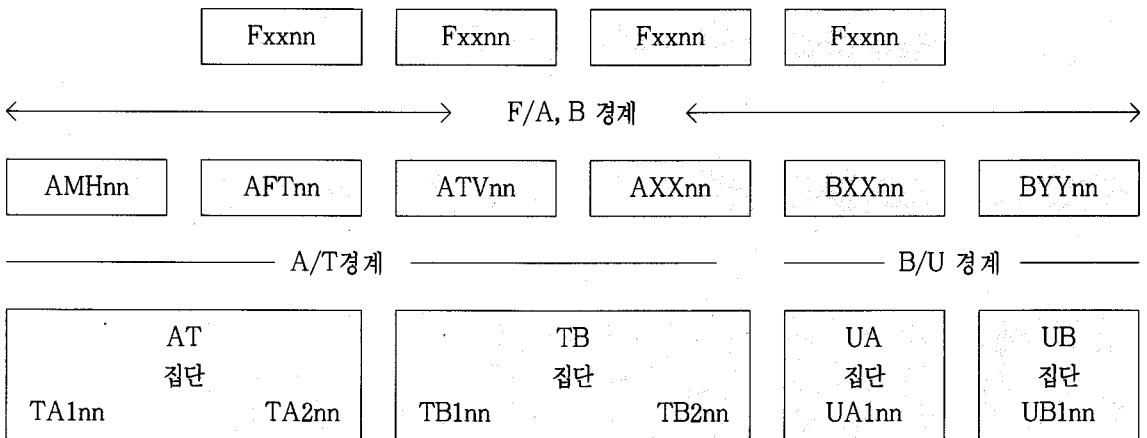 Fxxnn Fxxnn Fxxnn Fxxnn
F/A, B 경계
AMHnn AFTnn ATVnn AXXnn BXXnn BYYnn
A/T경계 B/U 경계
AT TB UA UB
집단 집단 집단 집단
TA1nn TA2nn TB1nn TB2nn UA1nn UB1nn